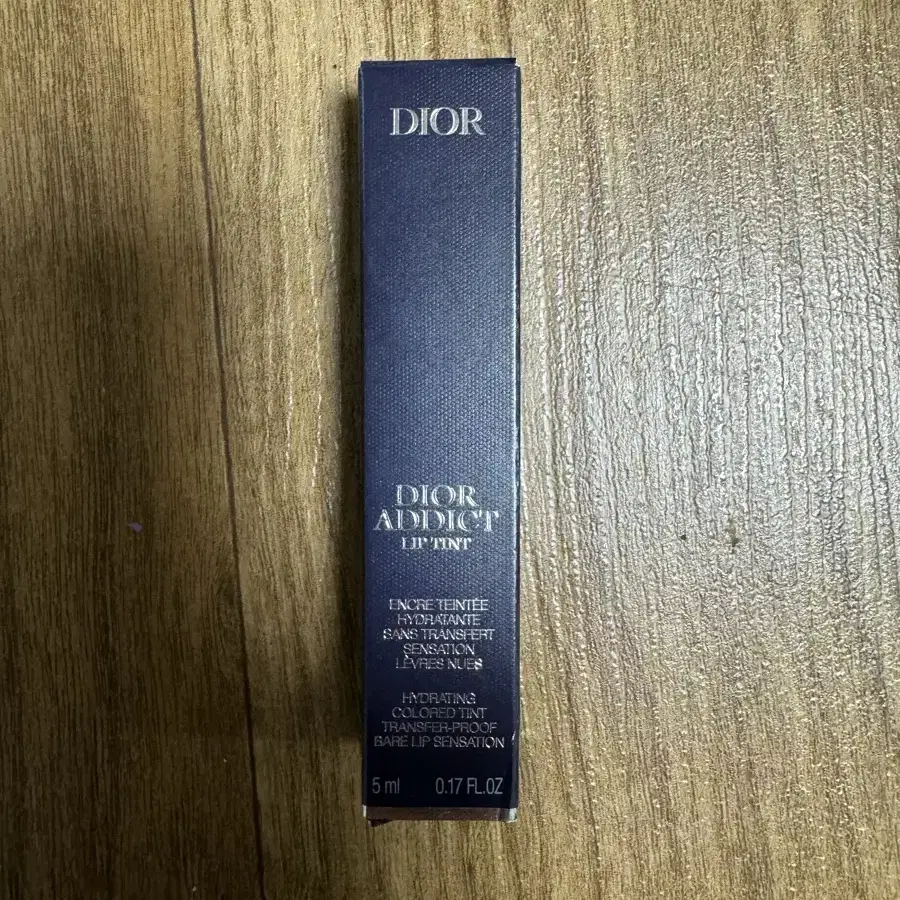 DIOR
DIOR
ADDICT
LIP TINT
ENCRE TEINTÉE
HYDRATANTE
SANS TRANSFERT
SENSATION
LÈVRES NUES
HYDRATING
COLORED TINT
TRANSFER-PROOF
BARE LIP SENSATION
5 ml 0.17 FL.OZ